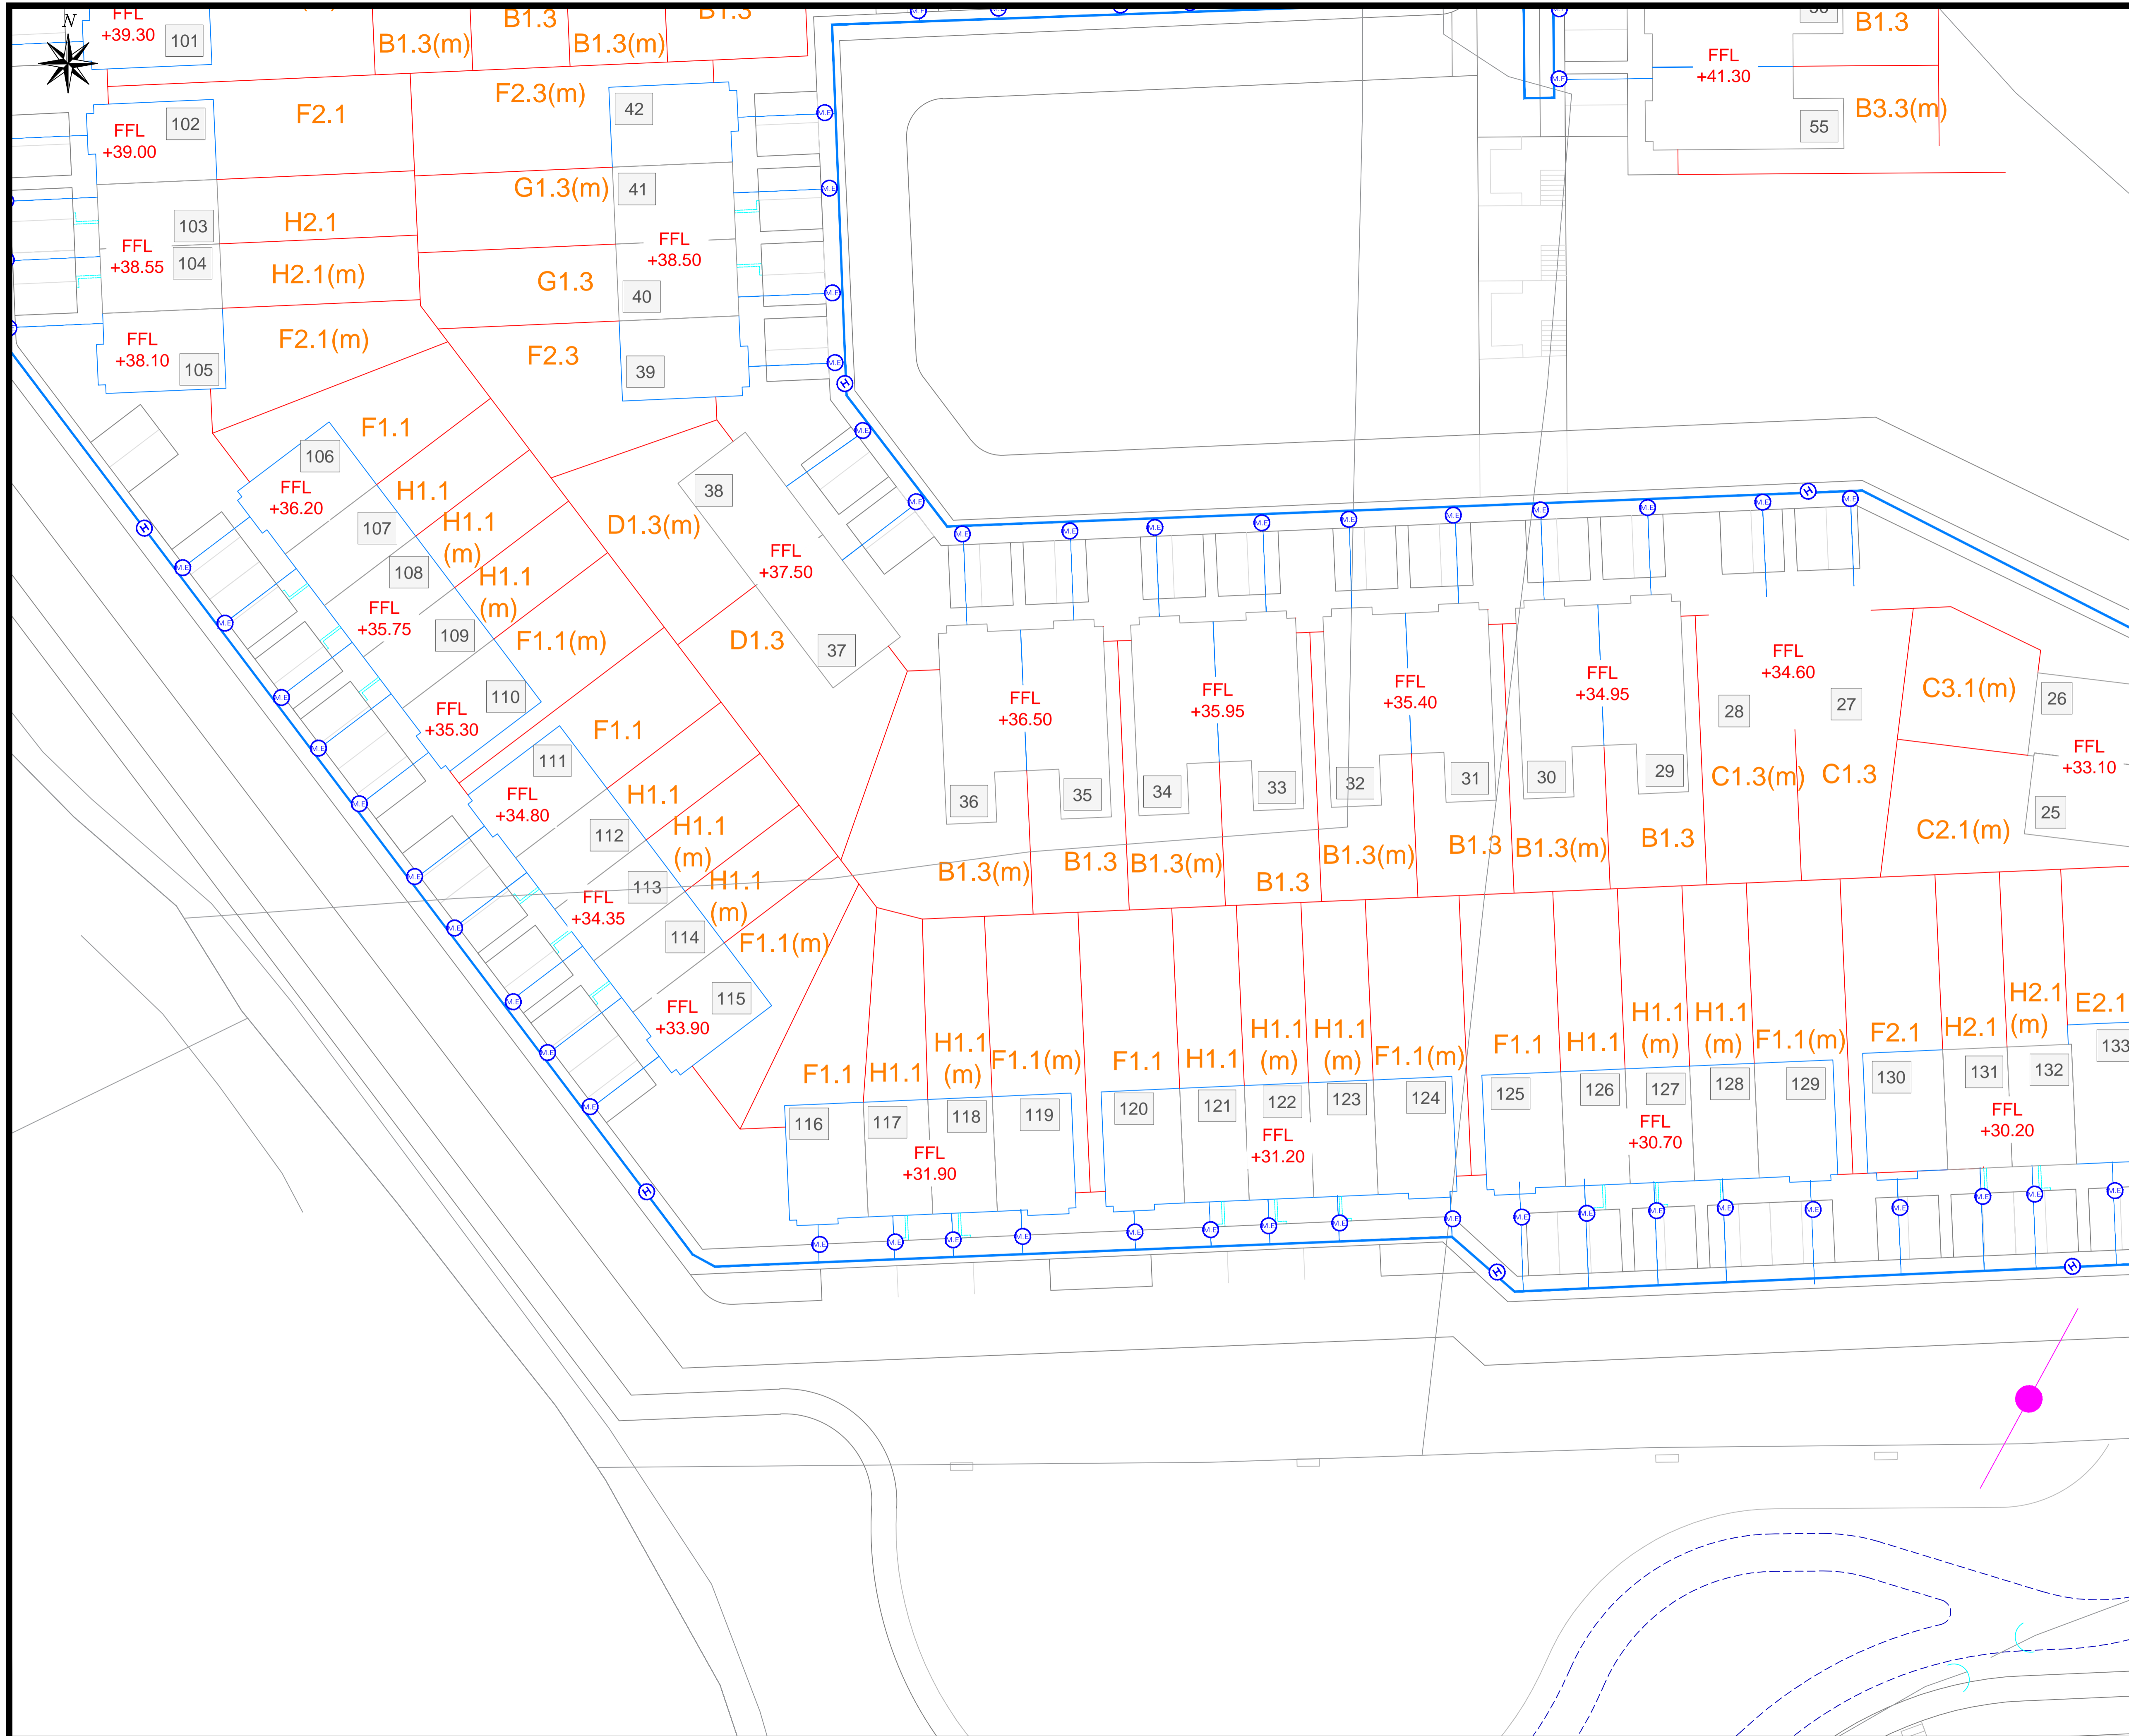 N
FFL
+39.30
101
B1.3(m)
B1.3
B1.3(m)
B1.3
FFL
+41.30
B1.3
B3.3(m)
55
FFL
+39.00
102
F2.1
F2.3(m)
42
G1.3(m)
41
103
H2.1
FFL
+38.55
104
H2.1(m)
FFL
+38.50
G1.3
40
FFL
+38.10
105
F2.1(m)
F2.3
39
F1.1
106
FFL
+36.20
H1.1
107
H1.1
(m)
108
H1.1
(m)
FFL
+35.75
109
F1.1(m)
110
FFL
+35.30
38
D1.3(m)
FFL
+37.50
D1.3
37
F1.1
111
FFL
+34.80
H1.1
112
H1.1
(m)
113
H1.1
(m)
FFL
+34.35
114
F1.1(m)
115
FFL
+33.90
FFL
+36.50
36
35
FFL
+35.95
34
33
FFL
+35.40
32
31
FFL
+34.95
30
29
FFL
+34.60
28
27
C1.3(m)
C1.3
C3.1(m)
26
FFL
+33.10
25
C2.1(m)
B1.3(m)
B1.3
B1.3(m)
B1.3
B1.3(m)
B1.3
B1.3(m)
B1.3
F1.1
H1.1
H1.1
(m)
F1.1(m)
F1.1
H1.1
H1.1
(m)
H1.1
(m)
F1.1(m)
F1.1
H1.1
H1.1
(m)
H1.1
(m)
F1.1(m)
F2.1
H2.1
H2.1
(m)
E2.1
116
117
118
119
FFL
+31.90
120
121
122
123
124
FFL
+31.20
125
126
127
128
129
FFL
+30.70
130
131
132
133
FFL
+30.20
M.E
H